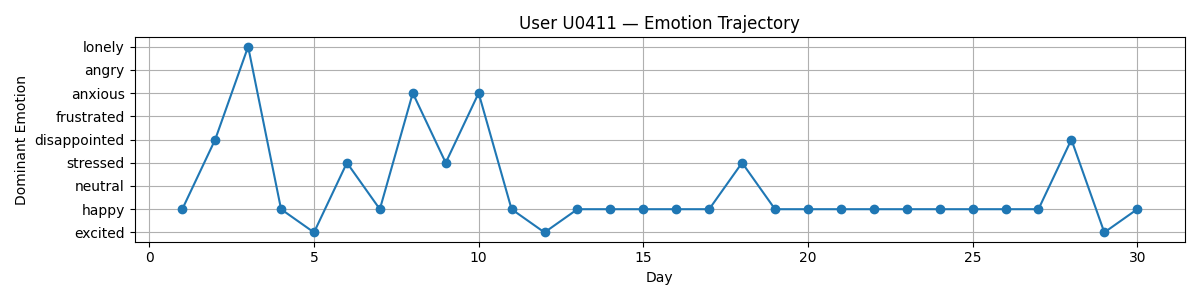 User U0411 — Emotion Trajectory
Dominant Emotion
lonely
angry
anxious
frustrated
disappointed
stressed
neutral
happy
excited
0 5 10 15 20 25 30
Day